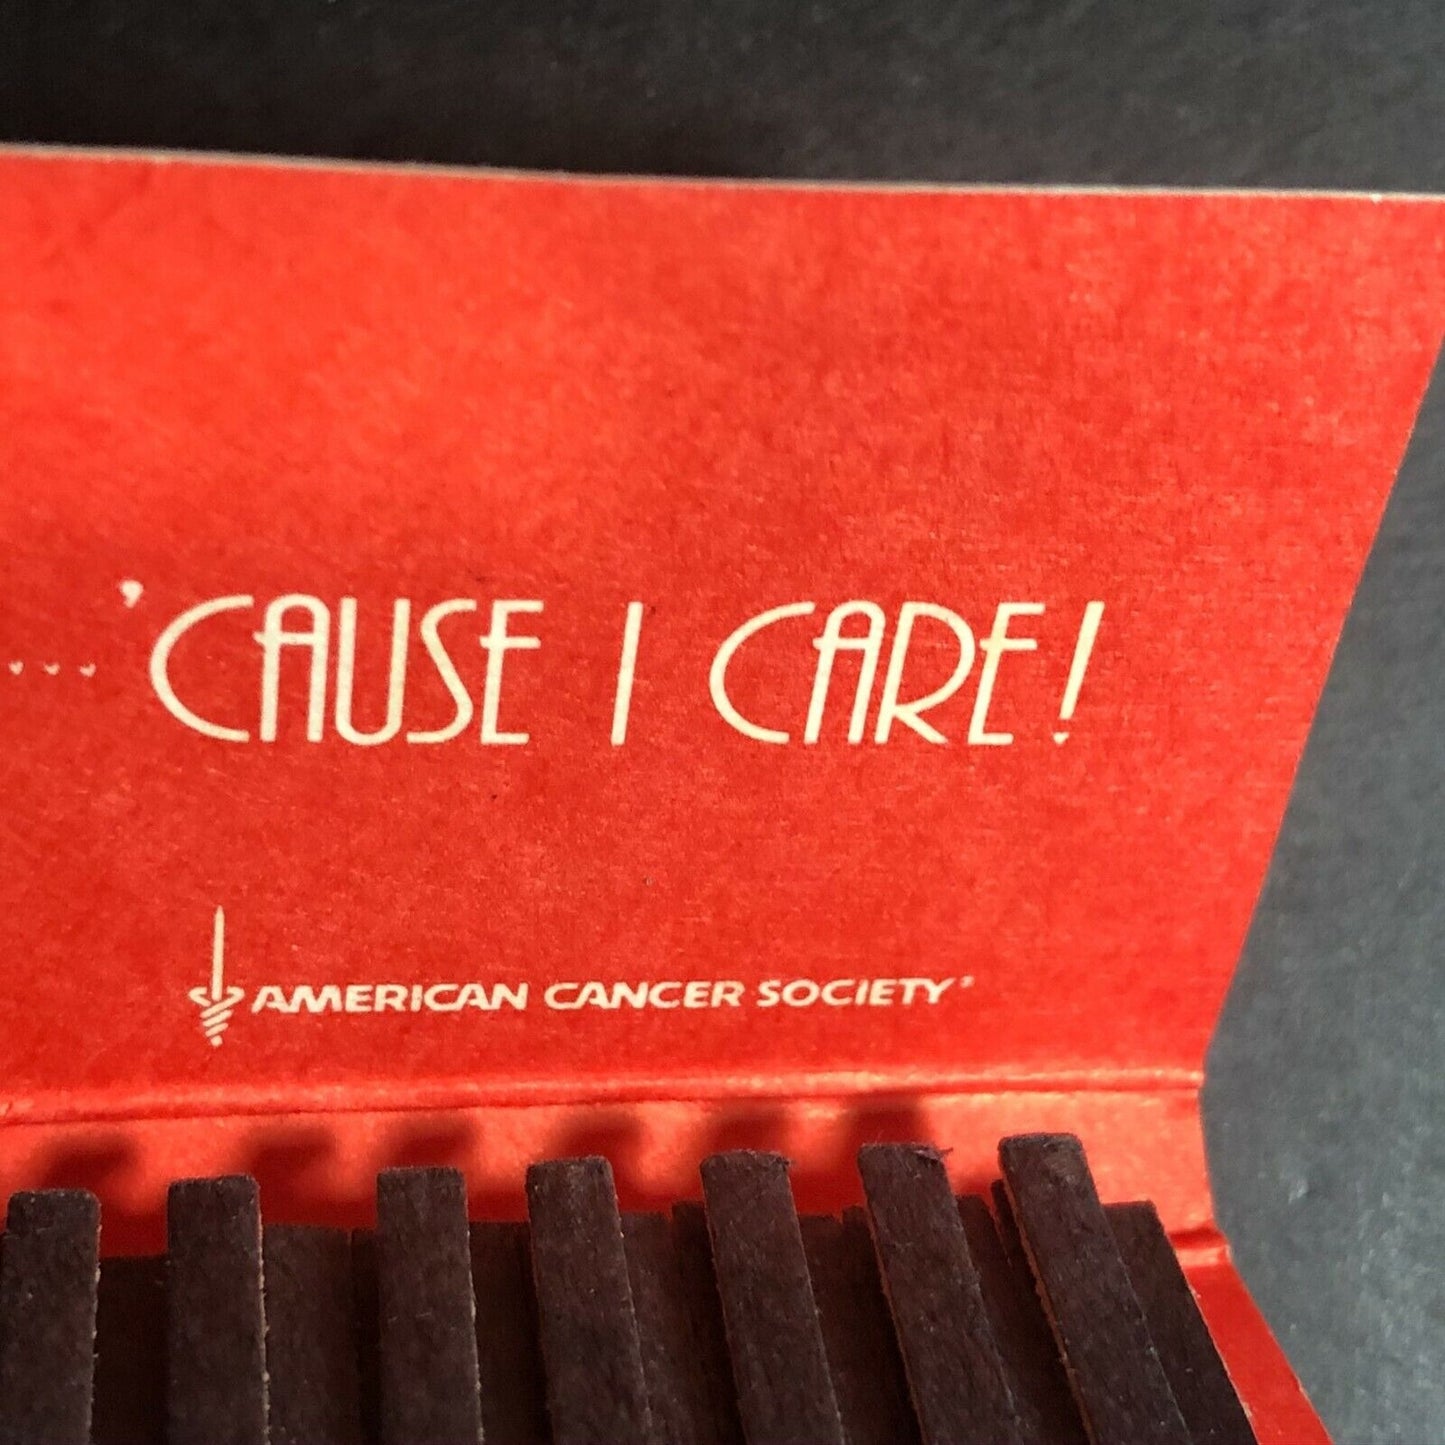 ....'CAUSE I CARE!
AMERICAN CANCER SOCIETY®